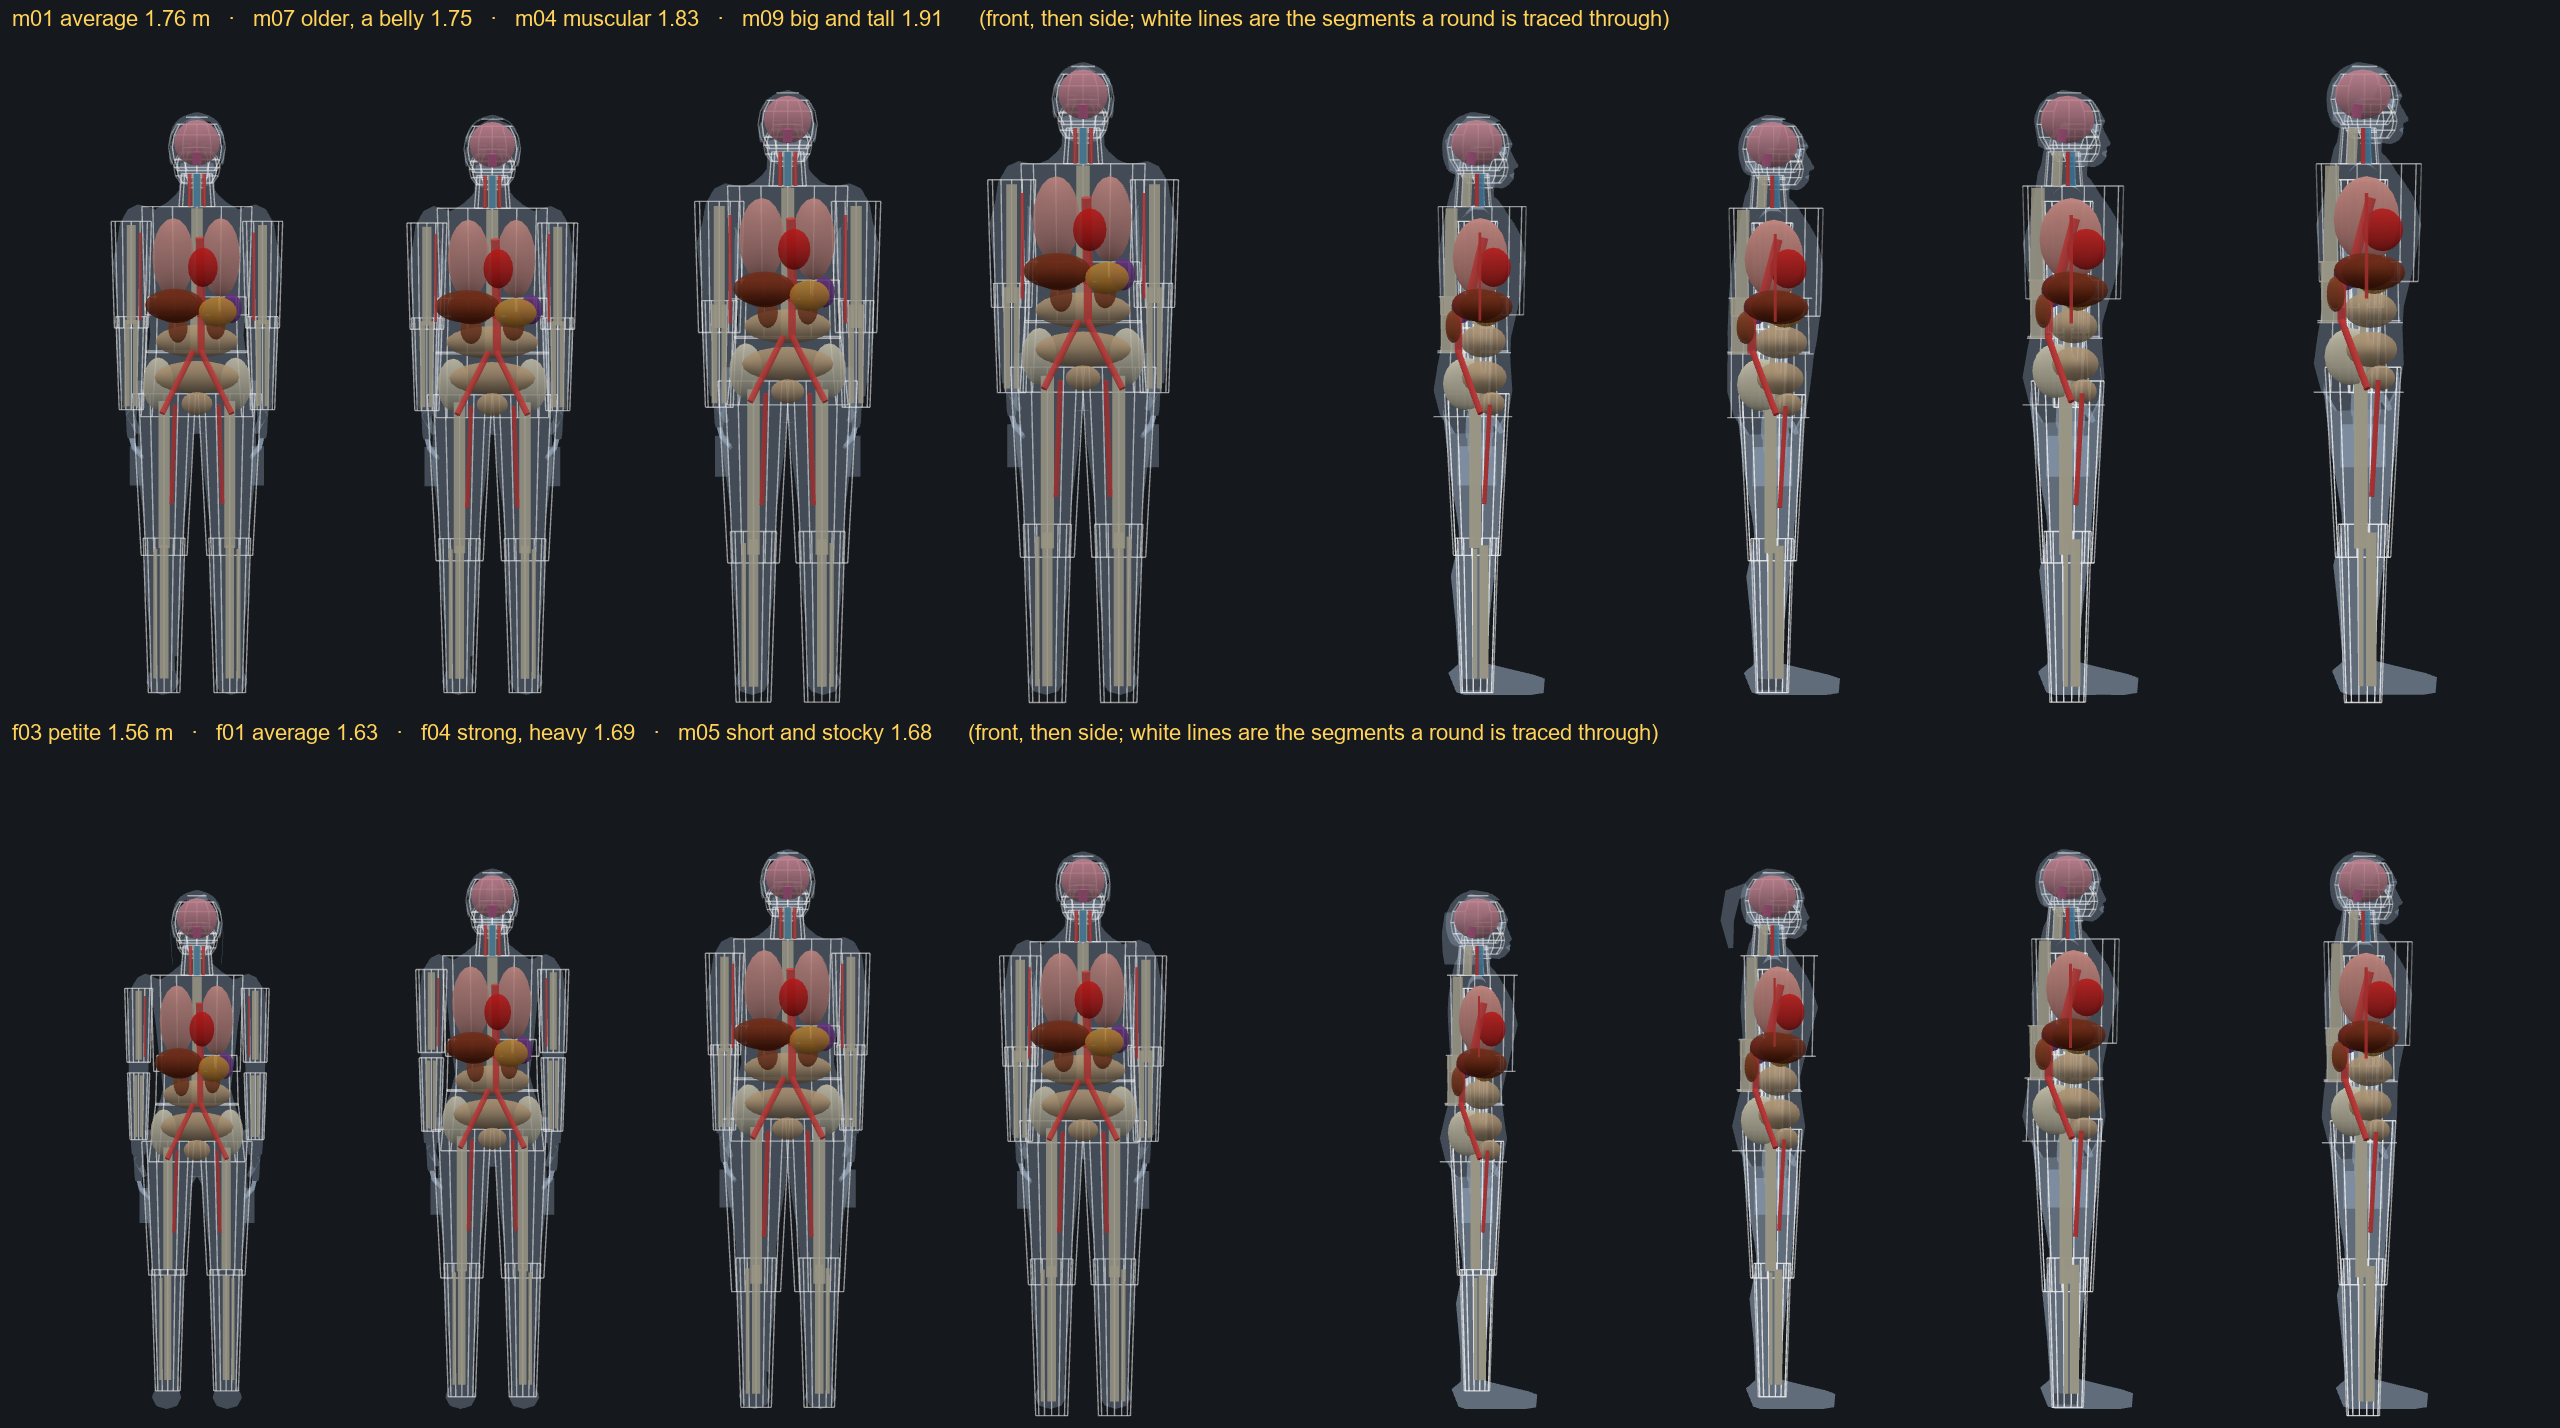 m01 average 1.76 m · m07 older, a belly 1.75 · m04 muscular 1.83 · m09 big and tall 1.91 (front, then side; white lines are the segments a round is traced through)
f03 petite 1.56 m · f01 average 1.63 · f04 strong, heavy 1.69 · m05 short and stocky 1.68 (front, then side; white lines are the segments a round is traced through)